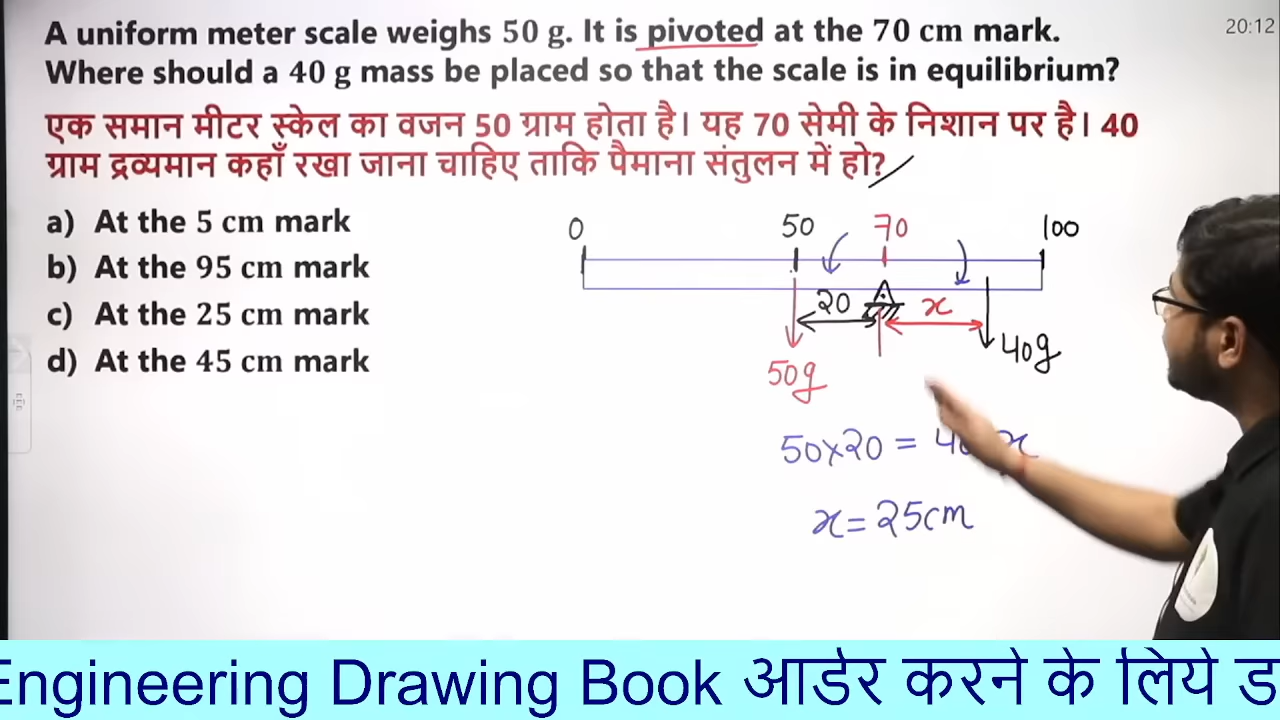 A uniform meter scale weighs 50 g. It is pivoted at the 70 cm mark.
20:12
Where should a 40 g mass be placed so that the scale is in equilibrium?
एक समान मीटर स्केल का वजन 50 ग्राम होता है। यह 70 सेमी के निशान पर है। 40
ग्राम द्रव्यमान कहाँ रखा जाना चाहिए ताकि पैमाना संतुलन में हो?
a) At the 5 cm mark
b) At the 95 cm mark
c) At the 25 cm mark
d) At the 45 cm mark
0 50 70 100
20 x
50g 40g
50×20 = 40 x
x = 25cm
Engineering Drawing Book आर्डर करने के लिये ड